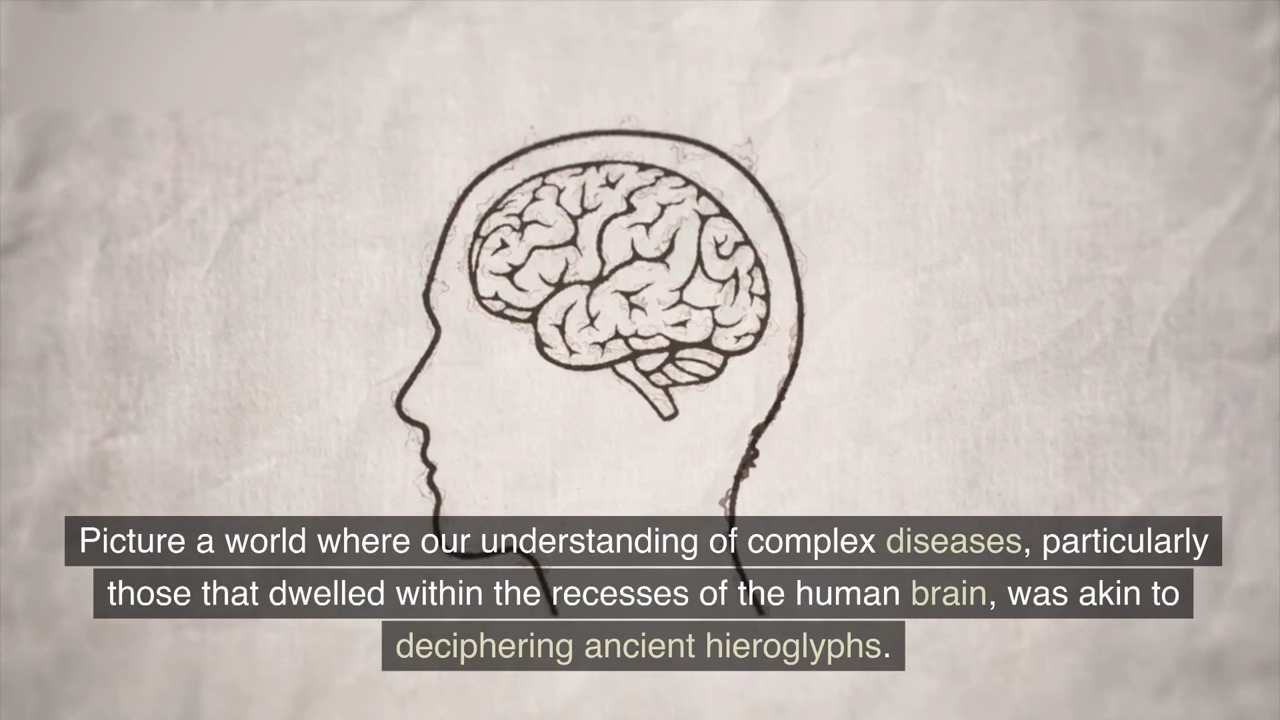 Picture a world where our understanding of complex diseases, particularly
those that dwelled within the recesses of the human brain, was akin to
deciphering ancient hieroglyphs.